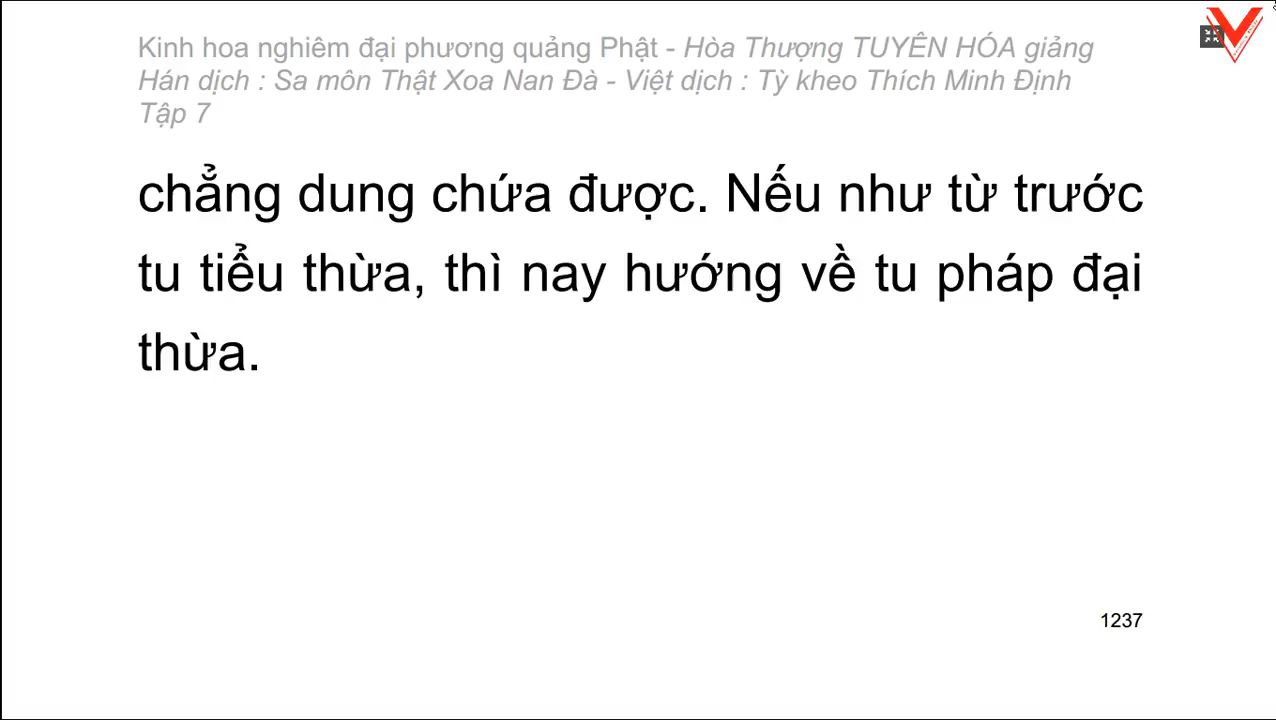 Kinh hoa nghiêm đại phương quảng Phật - Hòa Thượng TUYÊN HÓA giảng
Hán dịch : Sa môn Thật Xoa Nan Đà - Việt dịch : Tỳ kheo Thích Minh Định
Tập 7
chẳng dung chứa được. Nếu như từ trước
tu tiểu thừa, thì nay hướng về tu pháp đại
thừa.
1237